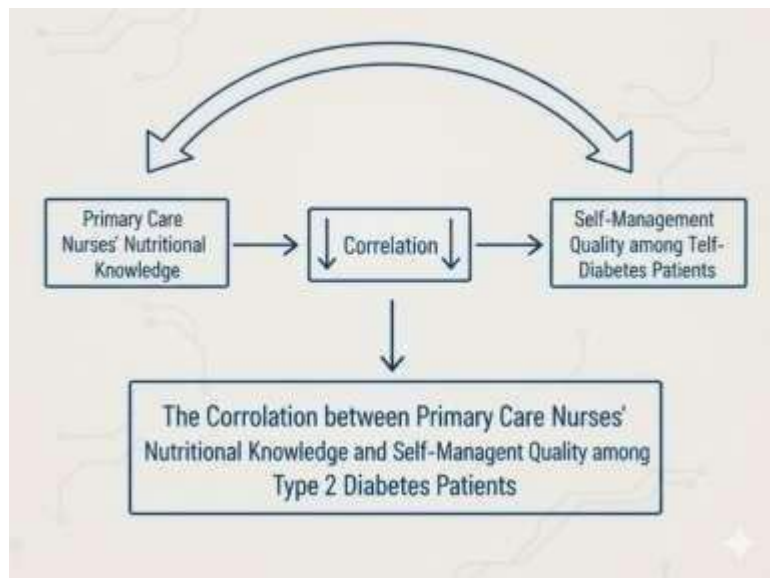 Primary Care
Nurses' Nutritional
Knowledge
Correlation
Self-Management
Quality among Telf-
Diabetes Patients
The Corrolation between Primary Care Nurses'
Nutritional Knowledge and Self-Managent Quality among
Type 2 Diabetes Patients